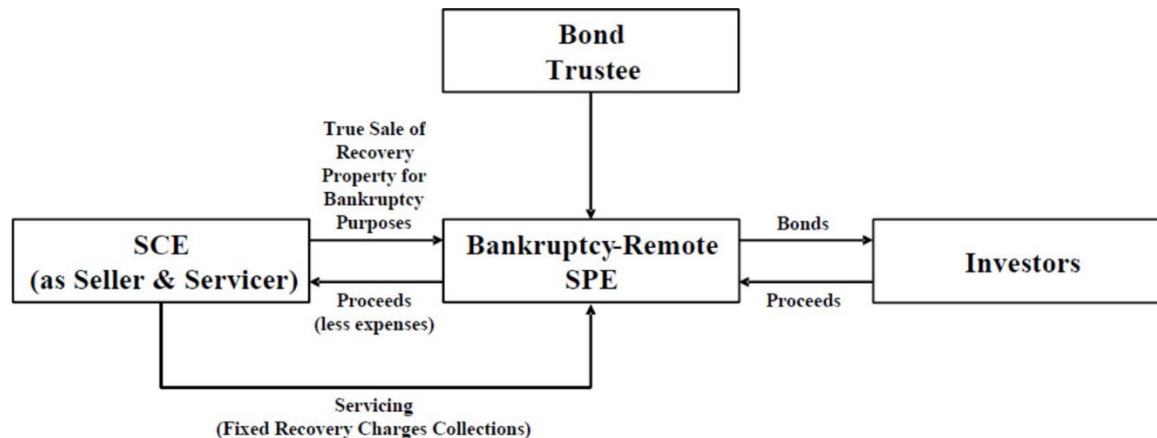 Bond
Trustee
True Sale of
Recovery
Property for
Bankruptcy
Purposes
SCE
(as Seller & Servicer)
Bankruptcy-Remote
SPE
Bonds
Investors
Proceeds
(less expenses)
Proceeds
Servicing
(Fixed Recovery Charges Collections)